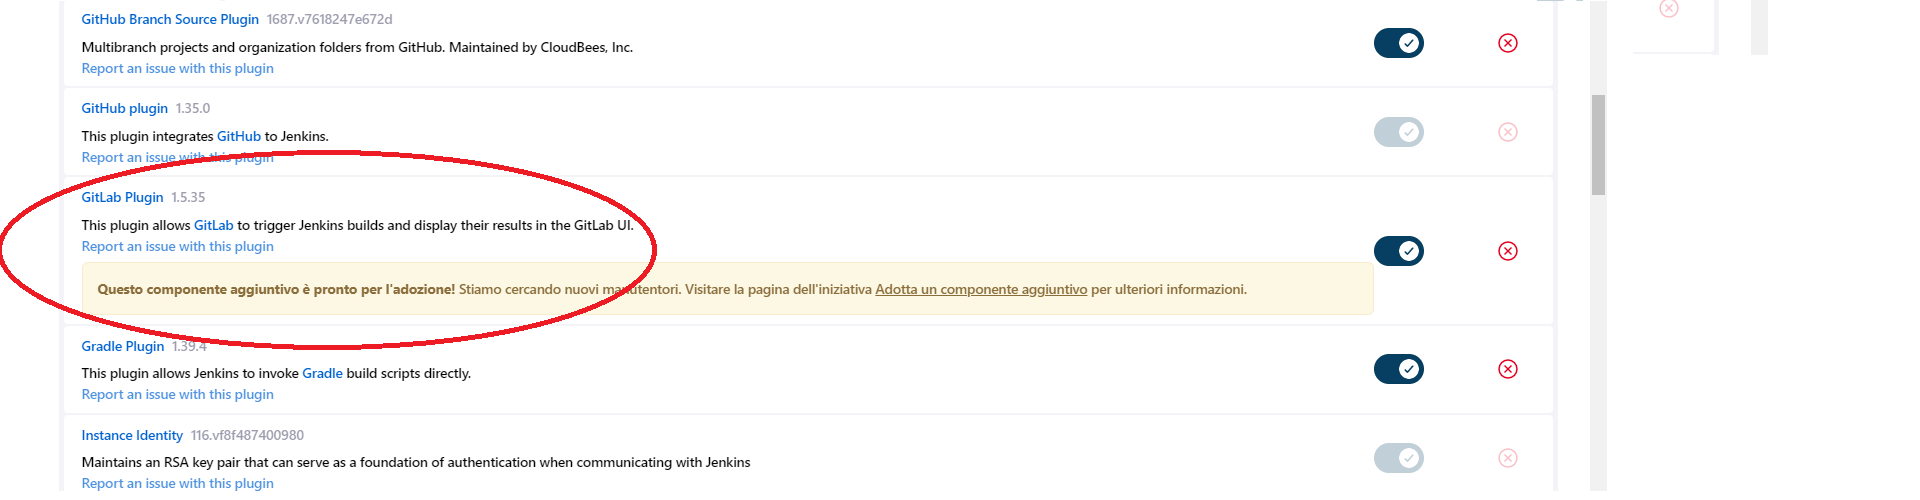 GitHub Branch Source Plugin 1687.v7618247e672d
Multibranch projects and organization folders from GitHub. Maintained by CloudBees, Inc.
Report an issue with this plugin
GitHub plugin 1.35.0
This plugin integrates GitHub to Jenkins.
Report an issue with this plugin
GitLab Plugin 1.5.35
This plugin allows GitLab to trigger Jenkins builds and display their results in the GitLab UI.
Report an issue with this plugin
Questo componente aggiuntivo è pronto per l'adozione! Stiamo cercando nuovi manutentori. Visitare la pagina dell'iniziativa Adotta un componente aggiuntivo per ulteriori informazioni.
Gradle Plugin 1.39.4
This plugin allows Jenkins to invoke Gradle build scripts directly.
Report an issue with this plugin
Instance Identity 116.vf8f487400980
Maintains an RSA key pair that can serve as a foundation of authentication when communicating with Jenkins
Report an issue with this plugin